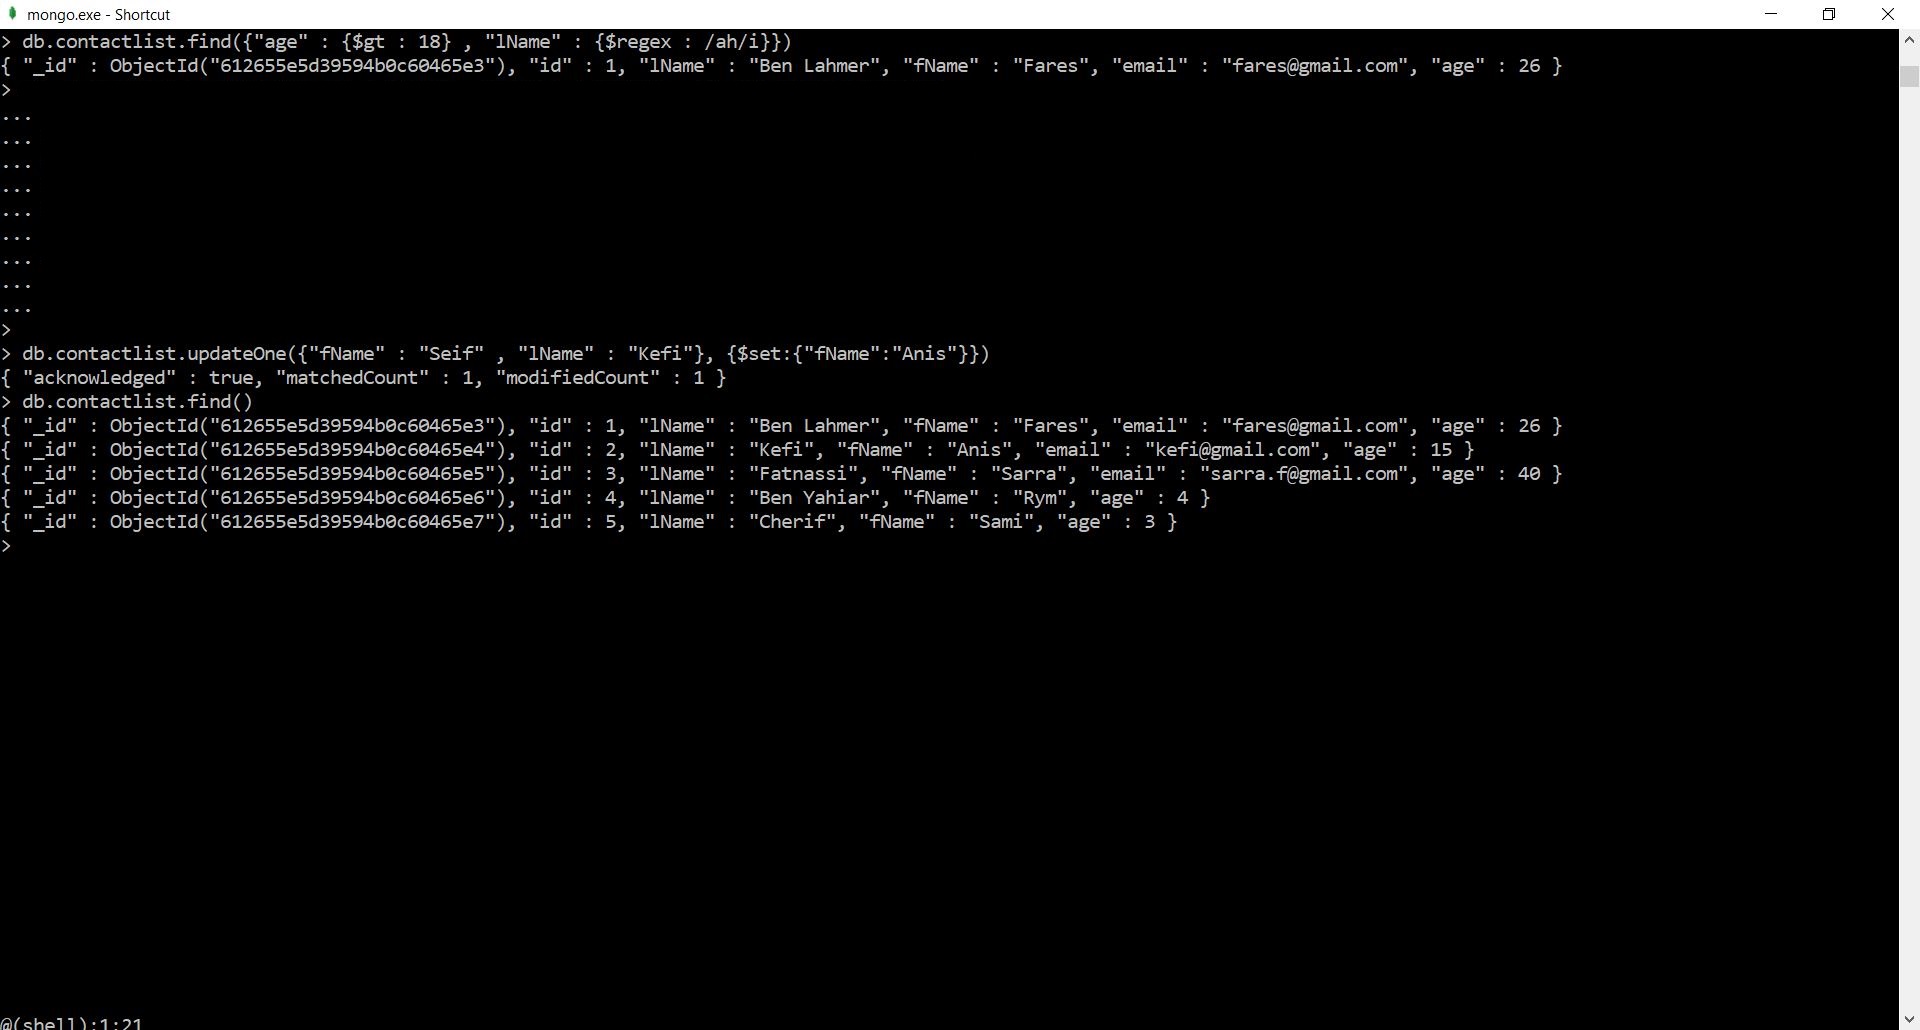 mongo.exe - Shortcut
> db.contactlist.find({"age" : {$gt : 18} , "lName" : {$regex : /ah/i}})
{ "_id" : ObjectId("612655e5d39594b0c60465e3"), "id" : 1, "lName" : "Ben Lahmer", "fName" : "Fares", "email" : "fares@gmail.com", "age" : 26 }
>
...
...
...
...
...
...
...
...
...
>
> db.contactlist.updateOne({"fName" : "Seif" , "lName" : "Kefi"}, {$set:{"fName":"Anis"}})
{ "acknowledged" : true, "matchedCount" : 1, "modifiedCount" : 1 }
> db.contactlist.find()
{ "_id" : ObjectId("612655e5d39594b0c60465e3"), "id" : 1, "lName" : "Ben Lahmer", "fName" : "Fares", "email" : "fares@gmail.com", "age" : 26 }
{ "_id" : ObjectId("612655e5d39594b0c60465e4"), "id" : 2, "lName" : "Kefi", "fName" : "Anis", "email" : "kefi@gmail.com", "age" : 15 }
{ "_id" : ObjectId("612655e5d39594b0c60465e5"), "id" : 3, "lName" : "Fatnassi", "fName" : "Sarra", "email" : "sarra.f@gmail.com", "age" : 40 }
{ "_id" : ObjectId("612655e5d39594b0c60465e6"), "id" : 4, "lName" : "Ben Yahiar", "fName" : "Rym", "age" : 4 }
{ "_id" : ObjectId("612655e5d39594b0c60465e7"), "id" : 5, "lName" : "Cherif", "fName" : "Sami", "age" : 3 }
>
@(shell):1:21